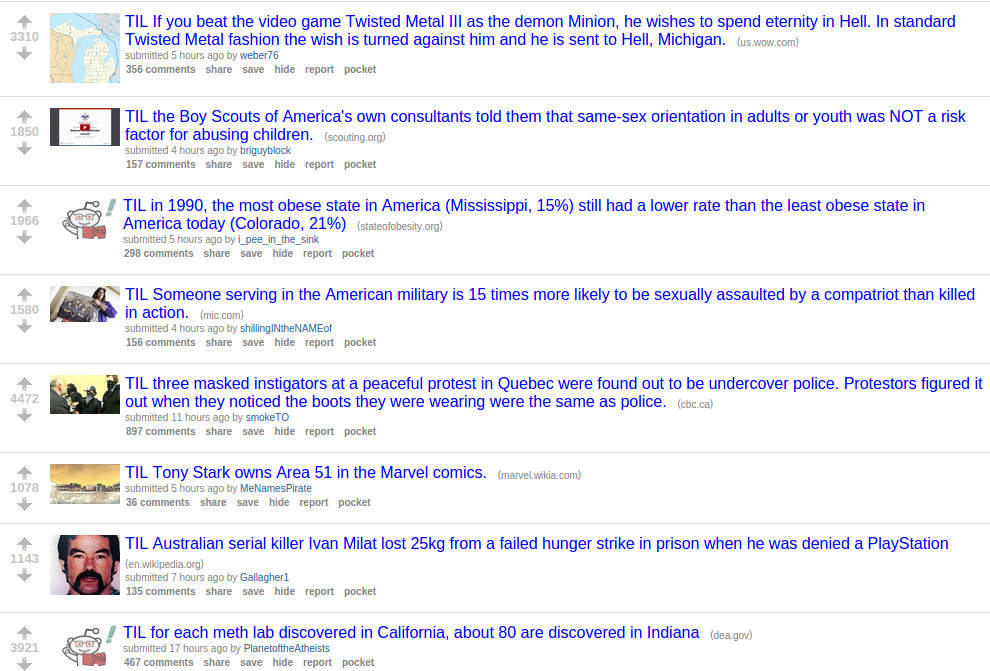 TIL If you beat the video game Twisted Metal III as the demon Minion, he wishes to spend eternity in Hell. In standard
3310
Twisted Metal fashion the wish is turned against him and he is sent to Hell, Michigan. (us.wow.com)
submitted 5 hours ago by weber76
356 comments share save hide report pocket
TIL the Boy Scouts of America's own consultants told them that same-sex orientation in adults or youth was NOT a risk
1850
factor for abusing children. (scouting.org)
submitted 4 hours ago by briguyblock
157 comments share save hide report pocket
TIL in 1990, the most obese state in America (Mississippi, 15%) still had a lower rate than the least obese state in
1966
America today (Colorado, 21%) (stateofobesity.org)
submitted 5 hours ago by i_pee_in_the_sink
298 comments share save hide report pocket
TIL Someone serving in the American military is 15 times more likely to be sexually assaulted by a compatriot than killed
1580
in action. (mic.com)
submitted 4 hours ago by shillingINtheNAMEof
156 comments share save hide report pocket
TIL three masked instigators at a peaceful protest in Quebec were found out to be undercover police. Protestors figured it
4472
out when they noticed the boots they were wearing were the same as police. (cbc.ca)
submitted 11 hours ago by smokeTO
897 comments share save hide report pocket
TIL Tony Stark owns Area 51 in the Marvel comics. (marvel.wikia.com)
1078
submitted 5 hours ago by MeNamesPirate
36 comments share save hide report pocket
TIL Australian serial killer Ivan Milat lost 25kg from a failed hunger strike in prison when he was denied a PlayStation
1143
(en.wikipedia.org)
submitted 7 hours ago by Gallagher1
135 comments share save hide report pocket
TIL for each meth lab discovered in California, about 80 are discovered in Indiana (dea.gov)
3921
submitted 17 hours ago by PlanetoftheAtheists
467 comments share save hide report pocket